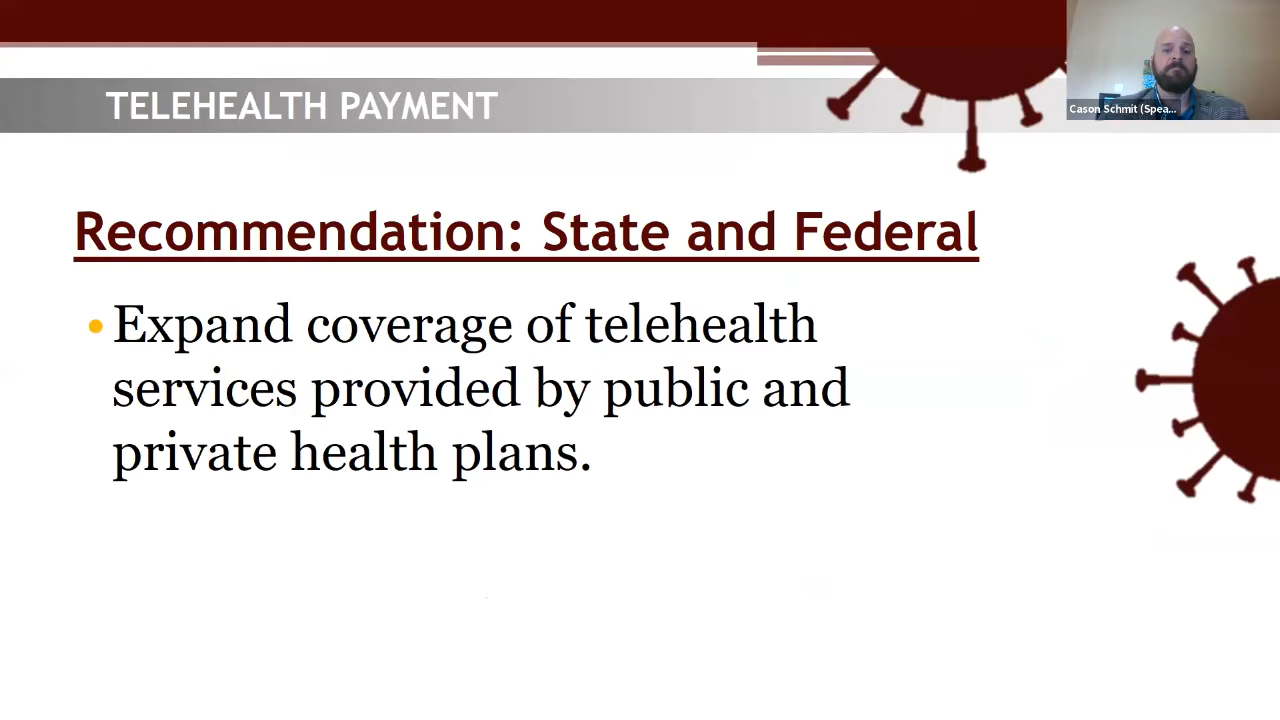 TELEHEALTH PAYMENT
Cason Schmit (Spea...
Recommendation: State and Federal
• Expand coverage of telehealth
services provided by public and
private health plans.